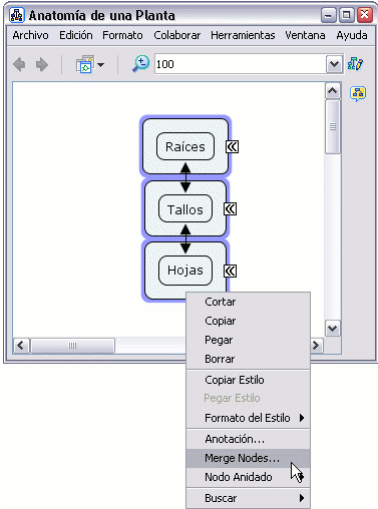 Anatomía de una Planta
Archivo Edición Formato Colaborar Herramientas Ventana Ayuda
100
Raíces
Tallos
Hojas
Cortar
Copiar
Pegar
Borrar
Copiar Estilo
Pegar Estilo
Formato del Estilo
Anotación...
Merge Nodes...
Nodo Anidado
Buscar